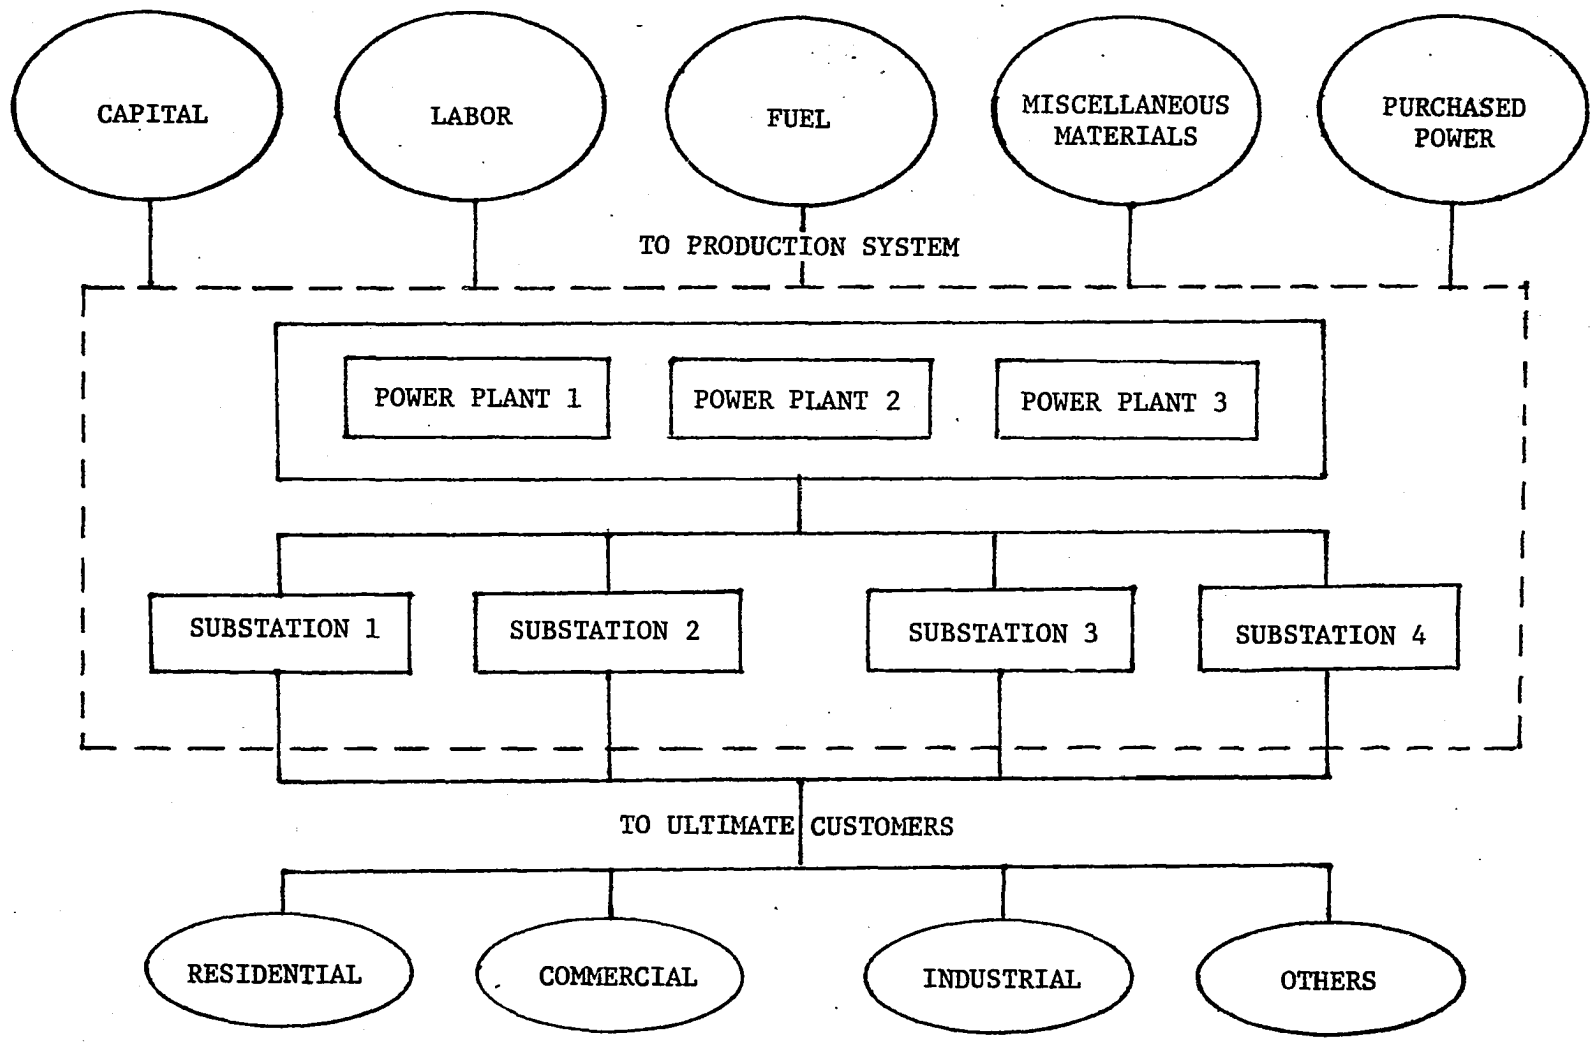 CAPITAL
LABOR
FUEL
MISCELLANEOUS
MATERIALS
PURCHASED
POWER
TO PRODUCTION SYSTEM
POWER PLANT 1
POWER PLANT 2
POWER PLANT 3
SUBSTATION 1
SUBSTATION 2
SUBSTATION 3
SUBSTATION 4
TO ULTIMATE CUSTOMERS
RESIDENTIAL
COMMERCIAL
INDUSTRIAL
OTHERS